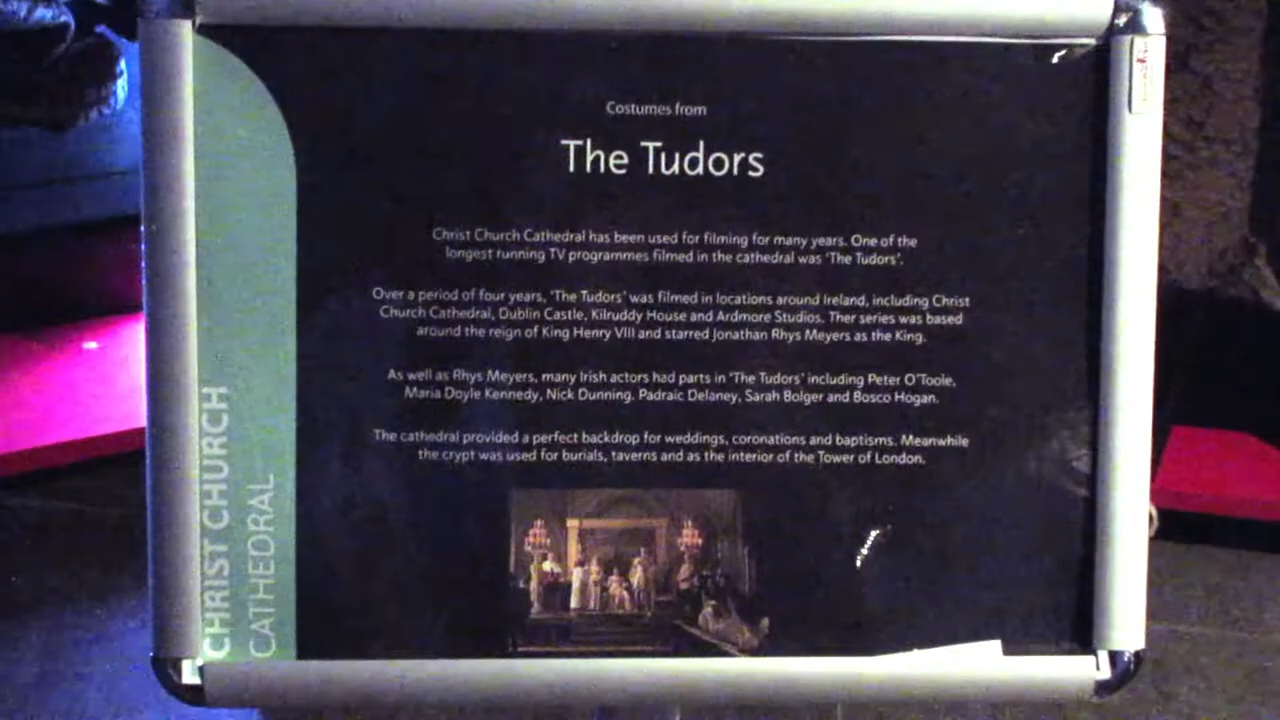 Costumes from
The Tudors
Christ Church Cathedral has been used for filming for many years. One of the
longest running TV programmes filmed in the cathedral was 'The Tudors'.
Over a period of four years, 'The Tudors' was filmed in locations around Ireland, including Christ
Church Cathedral, Dublin Castle, Kilruddy House and Ardmore Studios. Ther series was based
around the reign of King Henry VIII and starred Jonathan Rhys Meyers as the King.
As well as Rhys Meyers, many Irish actors had parts in 'The Tudors' including Peter O'Toole,
Maria Doyle Kennedy, Nick Dunning, Padraic Delaney, Sarah Bolger and Bosco Hogan.
The cathedral provided a perfect backdrop for weddings, coronations and baptisms. Meanwhile
the crypt was used for burials, taverns and as the interior of the Tower of London.
CHRIST CHURCH
CATHEDRAL